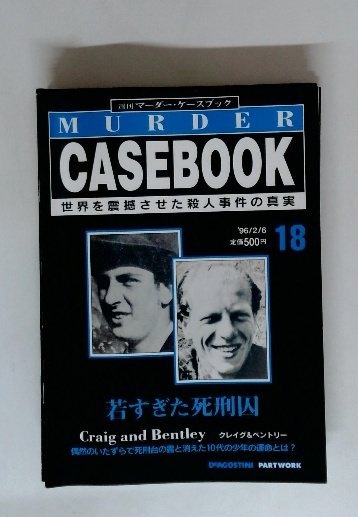 週刊 マーダー・ケースブック
MURDER
CASEBOOK
世界を震撼させた殺人事件の真実
'96/2/6
定価500円
18
若すぎた死刑囚
Craig and Bentley クレイグ&ベントリー
偶然のいたずらで死刑台の露と消えた10代の少年の運命とは?
DeAGOSTINI PARTWORK